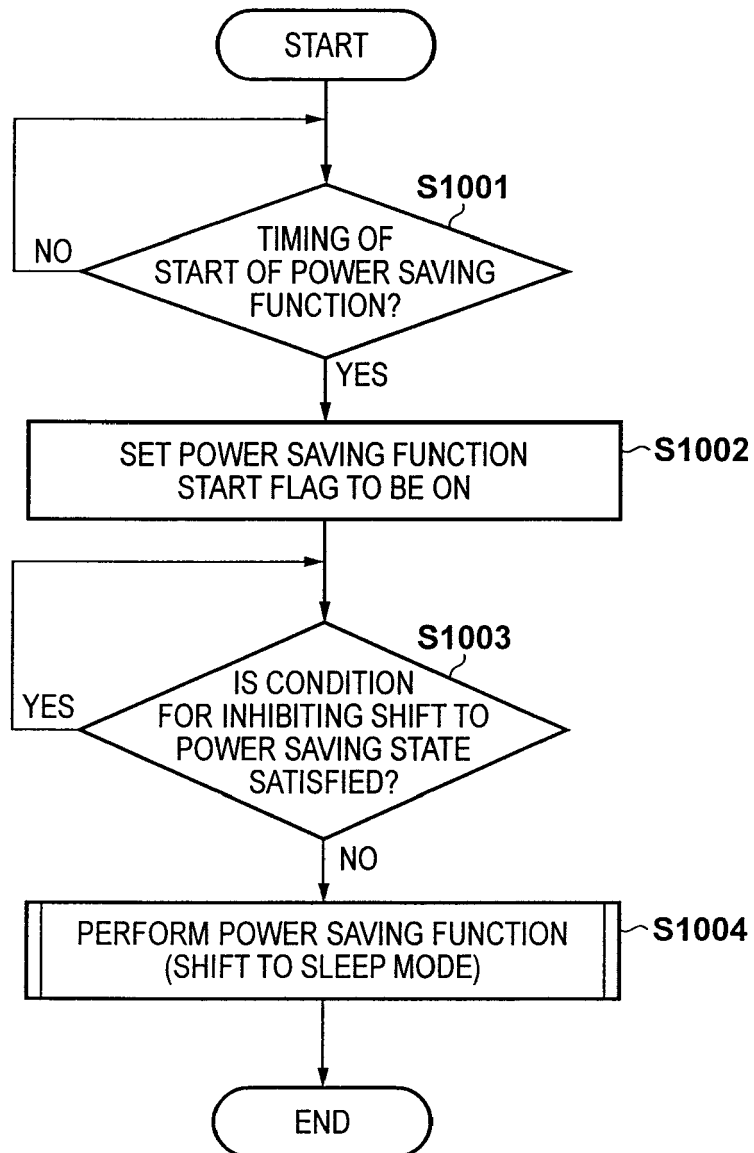 START
S1001
TIMING OF
START OF POWER SAVING
FUNCTION?
NO
YES
SET POWER SAVING FUNCTION
START FLAG TO BE ON
S1002
S1003
IS CONDITION
FOR INHIBITING SHIFT TO
POWER SAVING STATE
SATISFIED?
YES
NO
PERFORM POWER SAVING FUNCTION
(SHIFT TO SLEEP MODE)
S1004
END